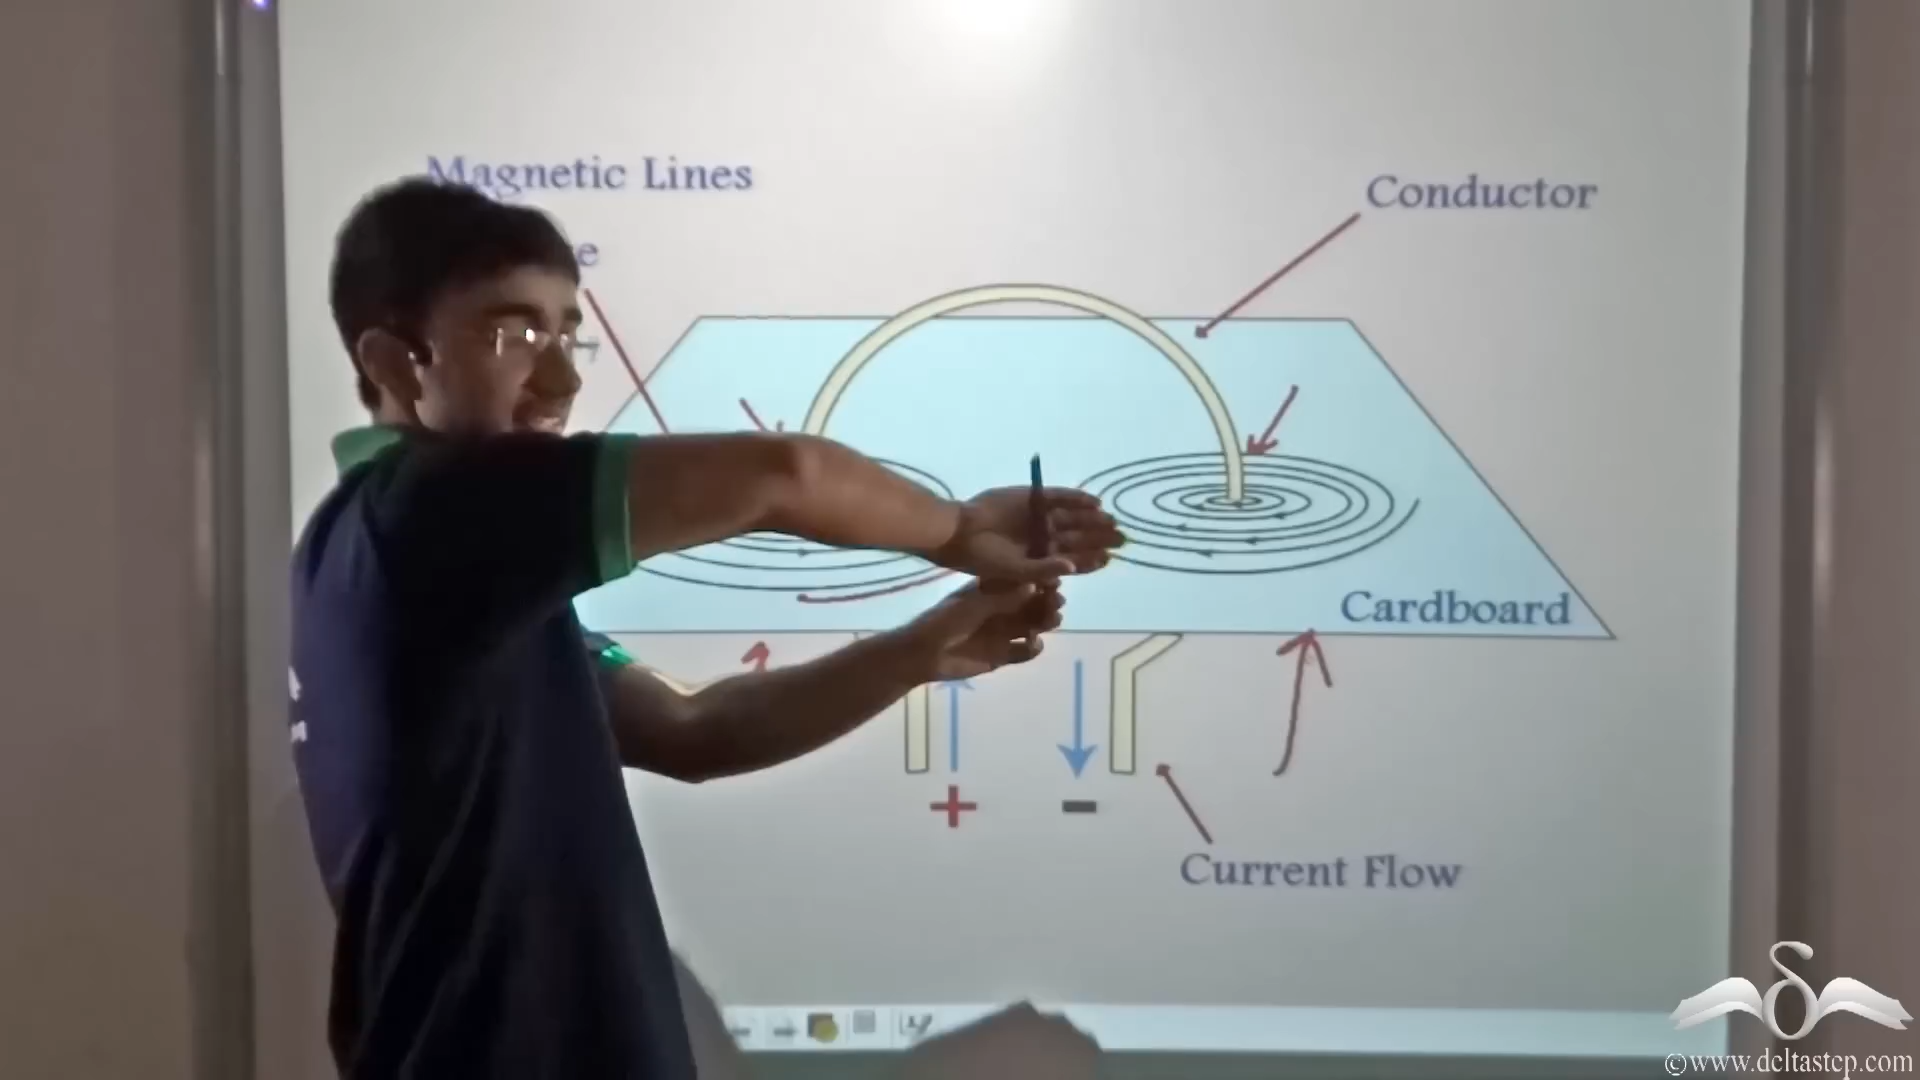 Magnetic Lines
Conductor
Cardboard
+ −
Current Flow
©www.deltastep.com